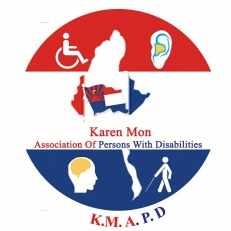 Karen Mon
Association Of Persons With Disabilities
K.M. A. P. D